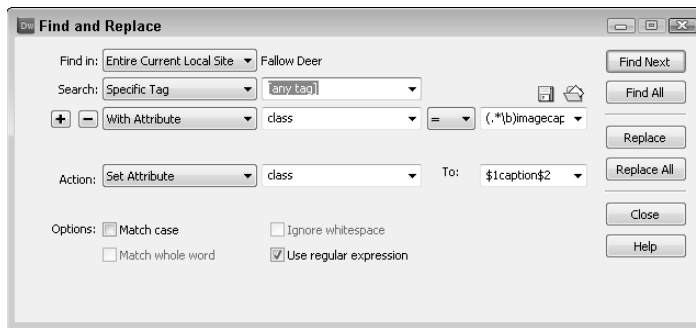 Dw Find and Replace
Find in: Entire Current Local Site Fallow Deer Find Next
Search: Specific Tag [any tag] Find All
+ - With Attribute class = (.*\b)imagecap
Replace
Action: Set Attribute class To: $1caption$2 Replace All
Close
Options: Match case Ignore whitespace
Help
Match whole word Use regular expression